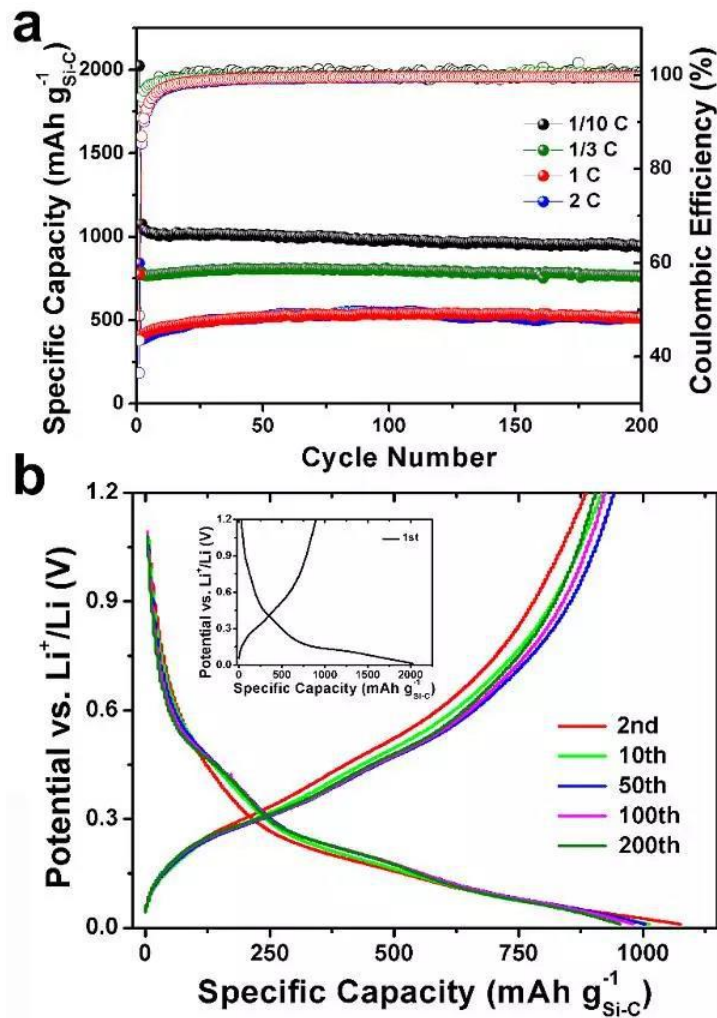 a
Specific Capacity (mAh g⁻¹Si-C)
2000
1500
1000
500
0
1/10 C
1/3 C
1 C
2 C
100
80
60
40
Coulombic Efficiency (%)
1
50
100
150
200
Cycle Number
b
Potential vs. Li⁺/Li (V)
1.2
0.9
0.6
0.3
0.0
Potential vs. Li⁺/Li (V)
1.2
0.9
0.6
0.3
0.0
1st
0
500
1000
1500
2000
Specific Capacity (mAh g⁻¹Si-C)
2nd
10th
50th
100th
200th
0
250
500
750
1000
Specific Capacity (mAh g⁻¹Si-C)